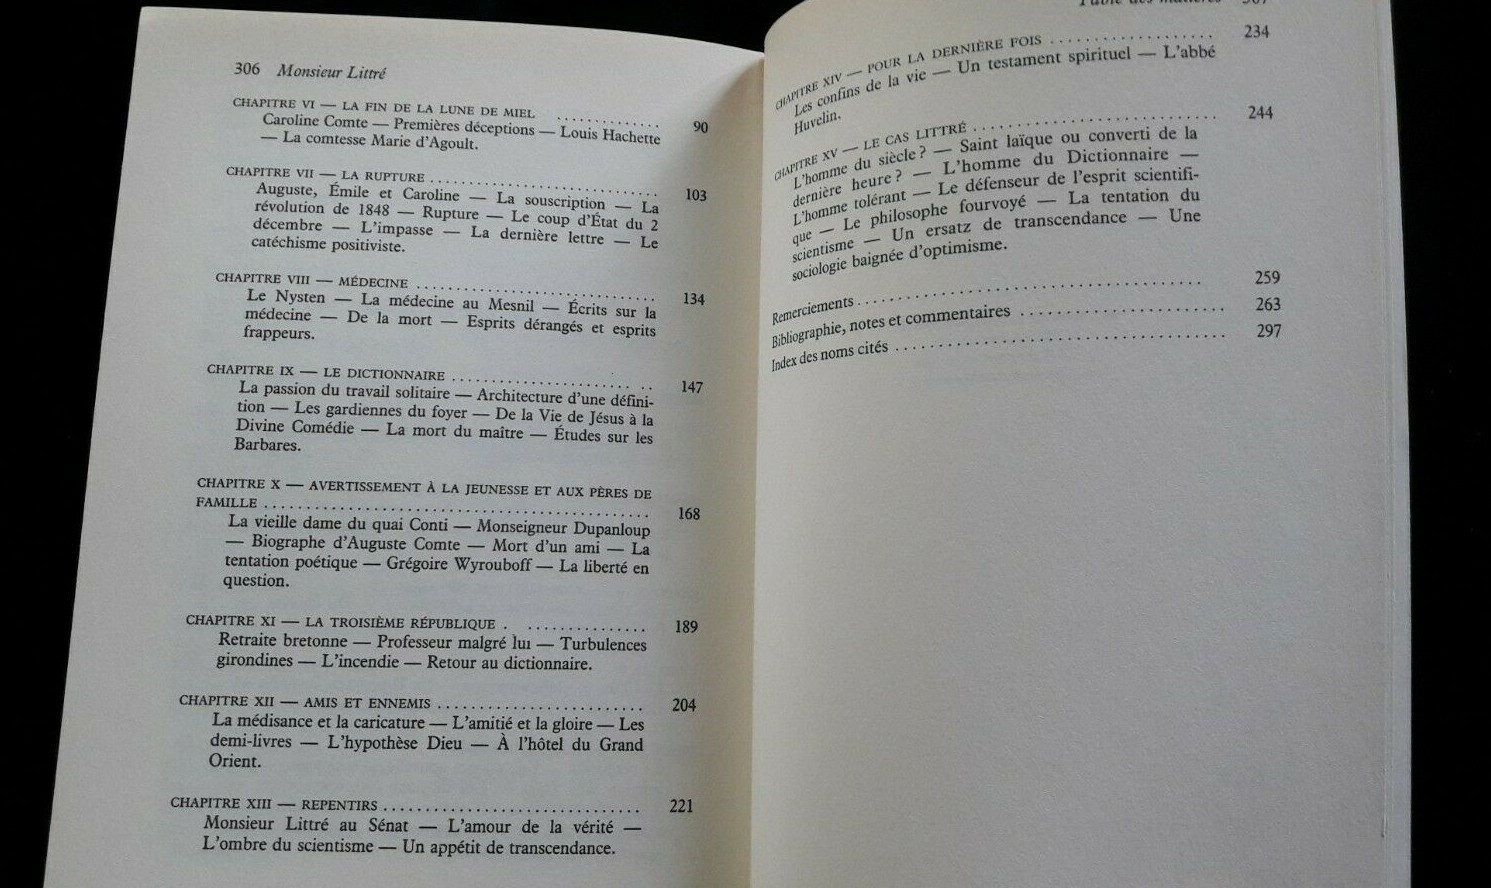 306 Monsieur Littré
CHAPITRE VI — LA FIN DE LA LUNE DE MIEL ............. 90
Caroline Comte — Premières déceptions — Louis Hachette
— La comtesse Marie d'Agoult.
CHAPITRE VII — LA RUPTURE ............................. 103
Auguste, Émile et Caroline — La souscription — La
révolution de 1848 — Rupture — Le coup d'État du 2
décembre — L'impasse — La dernière lettre — Le
catéchisme positiviste.
CHAPITRE VIII — MÉDECINE ............................. 134
Le Nysten — La médecine au Mesnil — Écrits sur la
médecine — De la mort — Esprits dérangés et esprits
frappeurs.
CHAPITRE IX — LE DICTIONNAIRE ........................ 147
La passion du travail solitaire — Architecture d'une défini-
tion — Les gardiennes du foyer — De la Vie de Jésus à la
Divine Comédie — La mort du maître — Études sur les
Barbares.
CHAPITRE X — AVERTISSEMENT À LA JEUNESSE ET AUX PÈRES DE
FAMILLE ............................................. 168
La vieille dame du quai Conti — Monseigneur Dupanloup
— Biographe d'Auguste Comte — Mort d'un ami — La
tentation poétique — Grégoire Wyrouboff — La liberté en
question.
CHAPITRE XI — LA TROISIÈME RÉPUBLIQUE . ............... 189
Retraite bretonne — Professeur malgré lui — Turbulences
girondines — L'incendie — Retour au dictionnaire.
CHAPITRE XII — AMIS ET ENNEMIS ......................... 204
La médisance et la caricature — L'amitié et la gloire — Les
demi-livres — L'hypothèse Dieu — À l'hôtel du Grand
Orient.
CHAPITRE XIII — REPENTIRS ............................... 221
Monsieur Littré au Sénat — L'amour de la vérité —
L'ombre du scientisme — Un appétit de transcendance.
Table des matières 307
CHAPITRE XIV — POUR LA DERNIÈRE FOIS .................. 234
Les confins de la vie — Un testament spirituel — L'abbé
Huvelin.
CHAPITRE XV — LE CAS LITTRÉ ............................ 244
L'homme du siècle ? — Saint laïque ou converti de la
dernière heure ? — L'homme du Dictionnaire —
L'homme tolérant — Le défenseur de l'esprit scientifi-
que — Le philosophe fourvoyé — La tentation du
scientisme — Un ersatz de transcendance — Une
sociologie baignée d'optimisme.
Remerciements ........................................ 259
Bibliographie, notes et commentaires ...................... 263
Index des noms cités .................................... 297